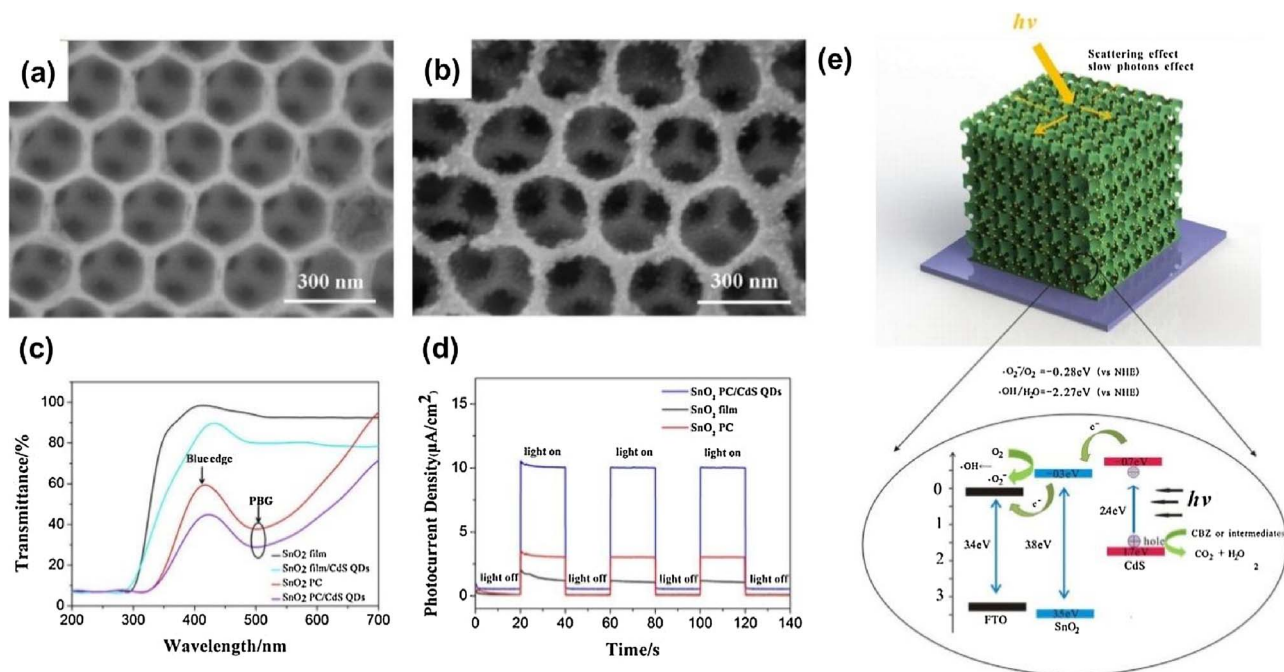 (a)
300 nm
(b)
300 nm
(c)
Transmittance/%
100
80
60
40
20
0
Blue edge
PBG
SnO2 film
SnO2 film/CdS QDs
SnO2 PC
SnO2 PC/CdS QDs
200 300 400 500 600 700
Wavelength/nm
(d)
Photocurrent Density(μA/cm²)
15
10
5
0
SnO₂ PC/CdS QDs
SnO₂ film
SnO₂ PC
light on light on light on
light off light off light off light off
0 20 40 60 80 100 120 140
Time/s
(e)
hv
Scattering effect
slow photons effect
·O₂⁻/O₂ =-0.28eV (vs NHE)
·OH/H₂O=-2.27eV (vs NHE)
0
1
2
3
O₂
·OH←
·O₂⁻
e⁻
e⁻
-0.3eV
-0.7eV
3.4eV
3.8eV
2.4eV
hv
hole
1.7eV
CdS
CBZ or intermediates
CO₂ + H₂O
2
3.5eV
FTO
SnO₂